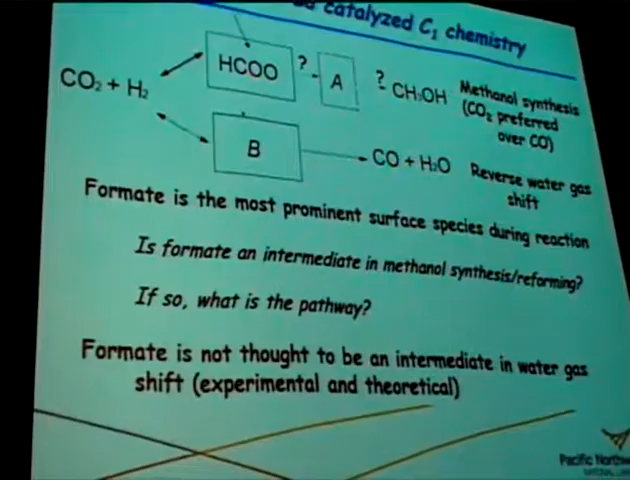 catalyzed C₁ chemistry
CO₂ + H₂
HCOO
?
A
?
CH₃OH
Methanol synthesis
(CO₂ preferred
over CO)
B
CO + H₂O
Reverse water gas
shift
Formate is the most prominent surface species during reaction
Is formate an intermediate in methanol synthesis/reforming?
If so, what is the pathway?
Formate is not thought to be an intermediate in water gas
shift (experimental and theoretical)
Pacific